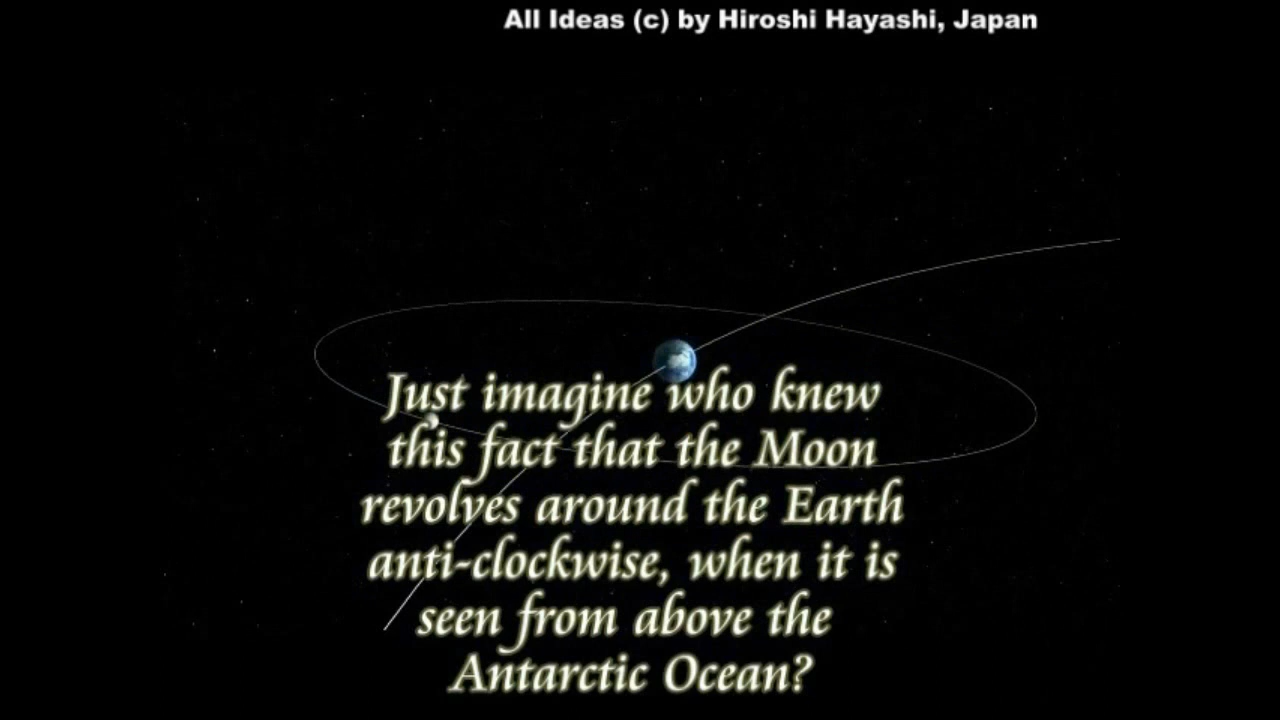 All Ideas (c) by Hiroshi Hayashi, Japan
Just imagine who knew
this fact that the Moon
revolves around the Earth
anti-clockwise, when it is
seen from above the
Antarctic Ocean?